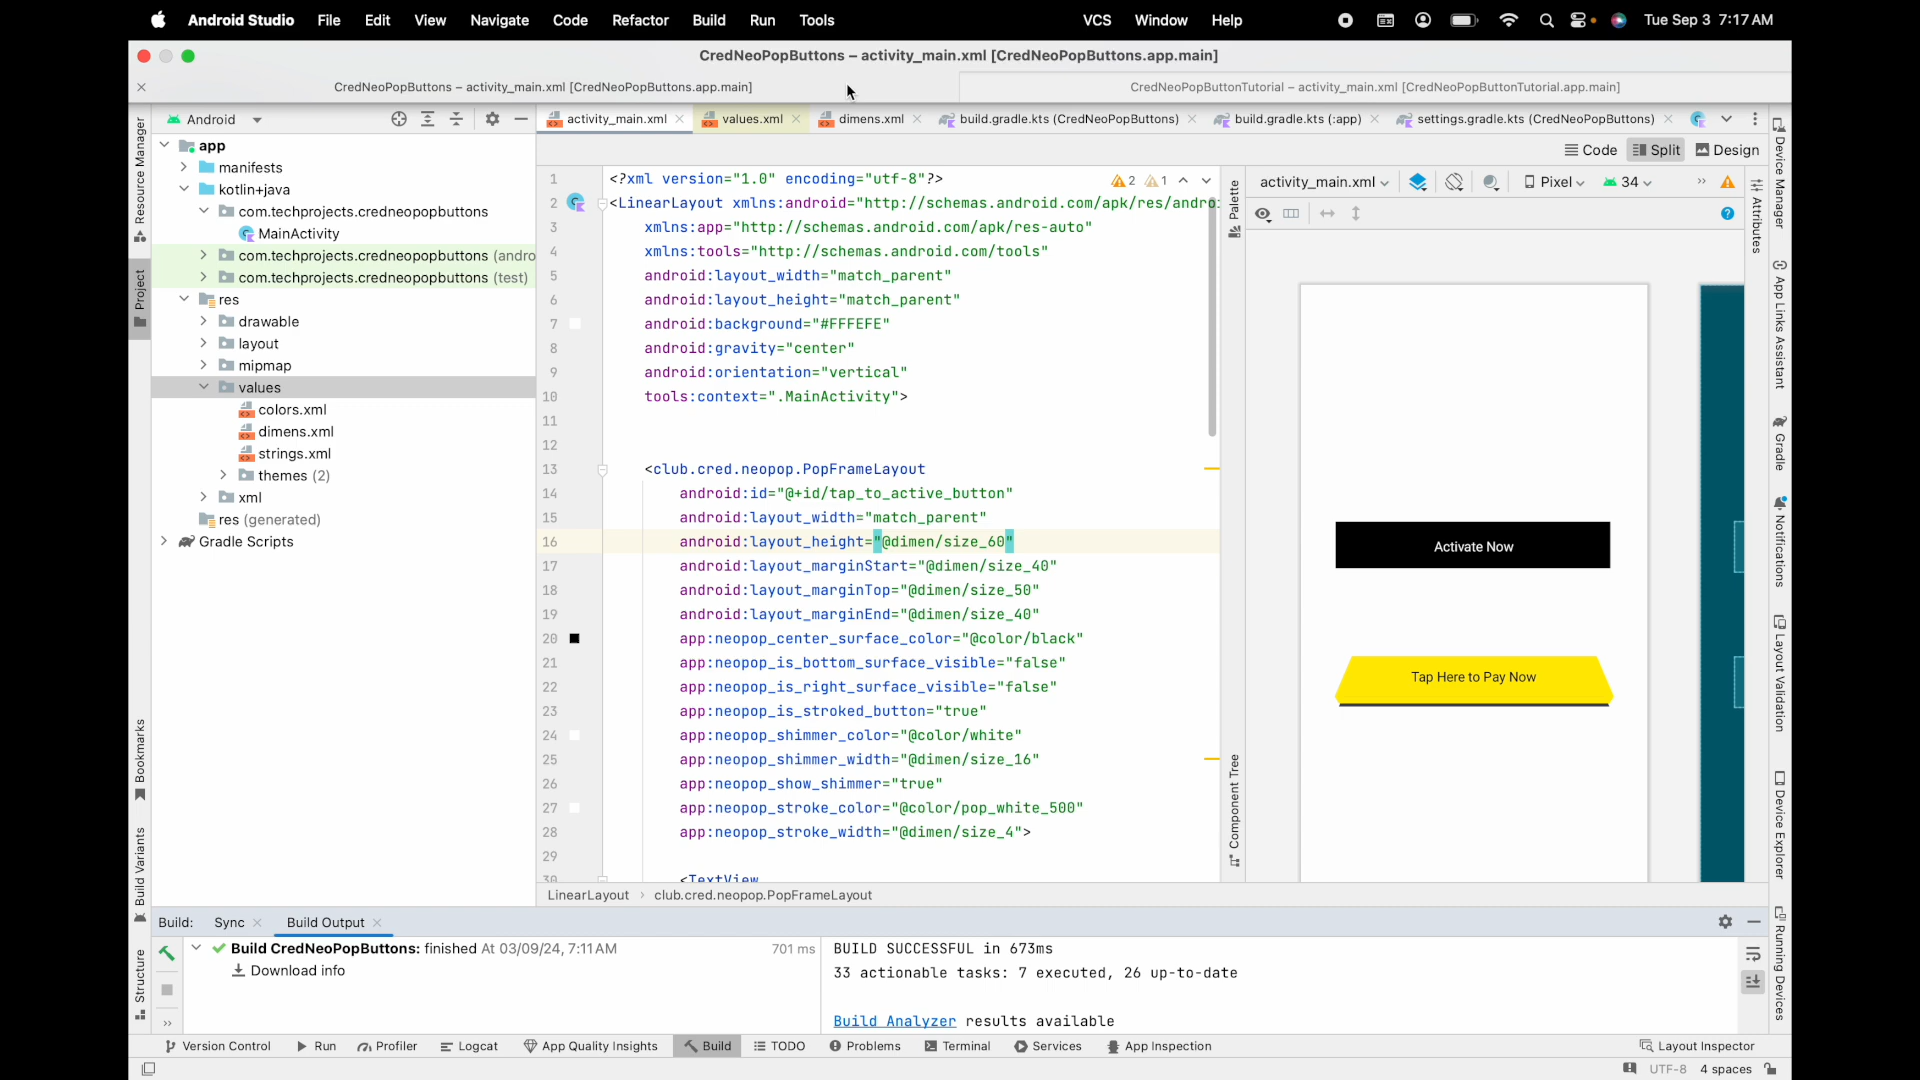 Android Studio File Edit View Navigate Code Refactor Build Run Tools VCS Window Help Tue Sep 3 7:17 AM
CredNeoPopButtons – activity_main.xml [CredNeoPopButtons.app.main]
CredNeoPopButtons – activity_main.xml [CredNeoPopButtons.app.main]
CredNeoPopButtonTutorial – activity_main.xml [CredNeoPopButtonTutorial.app.main]
Android
activity_main.xml values.xml dimens.xml build.gradle.kts (CredNeoPopButtons) build.gradle.kts (:app) settings.gradle.kts (CredNeoPopButtons)
Code Split Design
Resource Manager
Project
Bookmarks
Build Variants
Structure
app
manifests
kotlin+java
com.techprojects.credneopopbuttons
MainActivity
com.techprojects.credneopopbuttons (andro
com.techprojects.credneopopbuttons (test)
res
drawable
layout
mipmap
values
colors.xml
dimens.xml
strings.xml
themes (2)
xml
res (generated)
Gradle Scripts
1 <?xml version="1.0" encoding="utf-8"?> 2 1
2 <LinearLayout xmlns:android="http://schemas.android.com/apk/res/andro
3 xmlns:app="http://schemas.android.com/apk/res-auto"
4 xmlns:tools="http://schemas.android.com/tools"
5 android:layout_width="match_parent"
6 android:layout_height="match_parent"
7 android:background="#FFFEFE"
8 android:gravity="center"
9 android:orientation="vertical"
10 tools:context=".MainActivity">
11
12
13 <club.cred.neopop.PopFrameLayout
14 android:id="@+id/tap_to_active_button"
15 android:layout_width="match_parent"
16 android:layout_height="@dimen/size_60"
17 android:layout_marginStart="@dimen/size_40"
18 android:layout_marginTop="@dimen/size_50"
19 android:layout_marginEnd="@dimen/size_40"
20 app:neopop_center_surface_color="@color/black"
21 app:neopop_is_bottom_surface_visible="false"
22 app:neopop_is_right_surface_visible="false"
23 app:neopop_is_stroked_button="true"
24 app:neopop_shimmer_color="@color/white"
25 app:neopop_shimmer_width="@dimen/size_16"
26 app:neopop_show_shimmer="true"
27 app:neopop_stroke_color="@color/pop_white_500"
28 app:neopop_stroke_width="@dimen/size_4">
29
30 <TextView
LinearLayout › club.cred.neopop.PopFrameLayout
Palette
Component Tree
activity_main.xml Pixel 34
Activate Now
Tap Here to Pay Now
Attributes
Device Manager
App Links Assistant
Gradle
Notifications
Layout Validation
Device Explorer
Running Devices
Build: Sync Build Output
Build CredNeoPopButtons: finished At 03/09/24, 7:11 AM 701 ms
Download info
BUILD SUCCESSFUL in 673ms
33 actionable tasks: 7 executed, 26 up-to-date
Build Analyzer results available
Version Control Run Profiler Logcat App Quality Insights Build TODO Problems Terminal Services App Inspection Layout Inspector
UTF-8 4 spaces